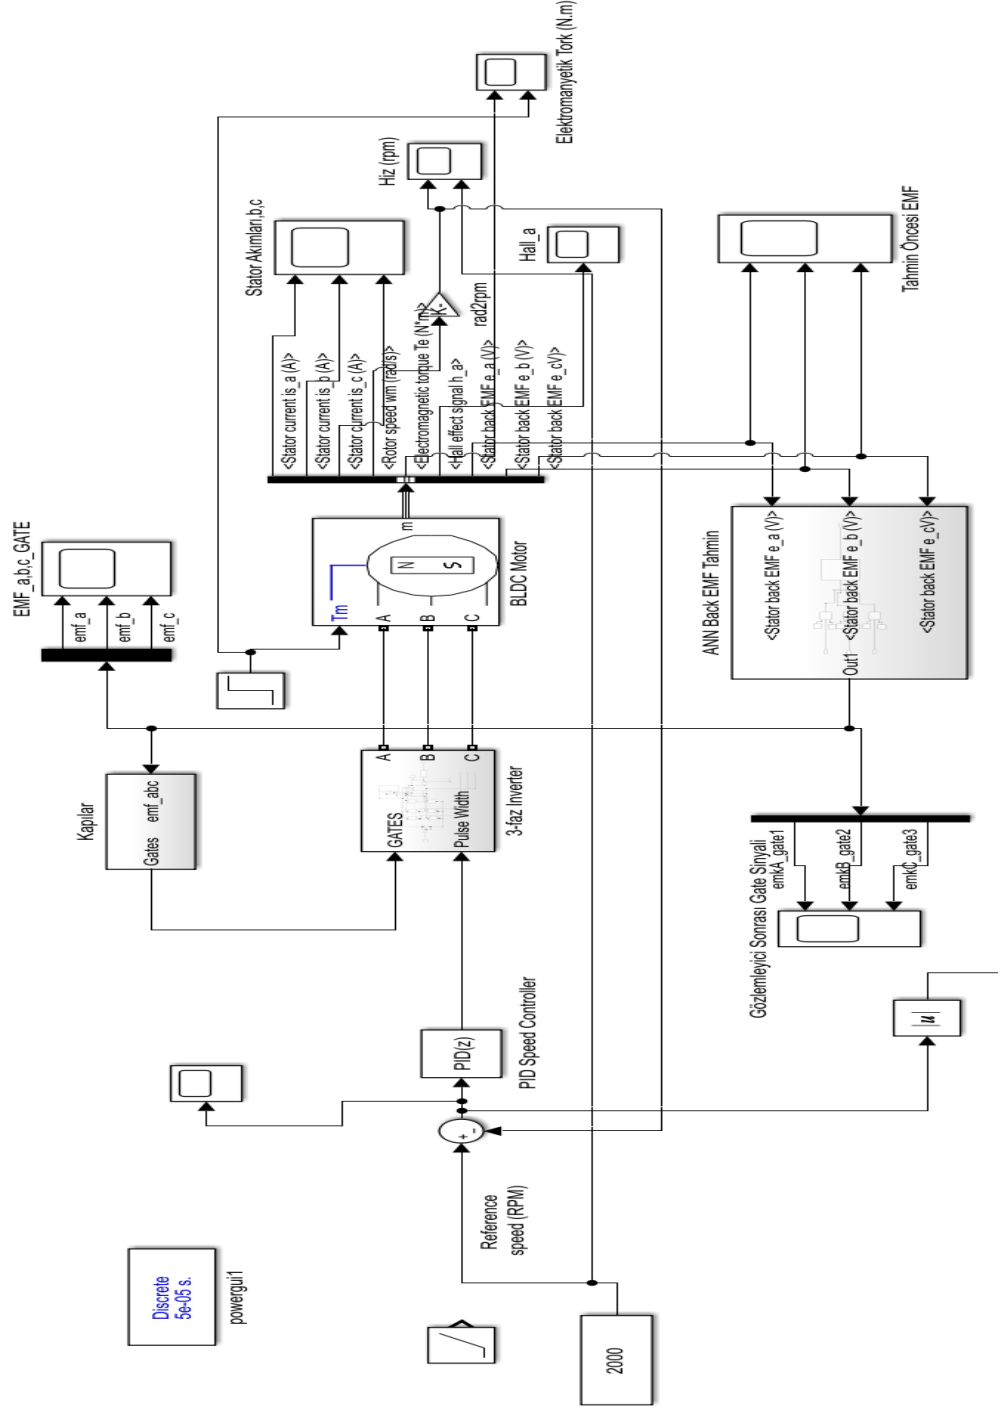 Discrete
5e-05 s.
powergui1
2000
Reference
speed (RPM)
+
-
PID(z)
PID Speed Controller
|u|
Kapılar
Gates
emf_abc
EMF_a,b,c_GATE
emf_a
emf_b
emf_c
GATES
Pulse Width
A
B
C
3-faz Inverter
Tm
A
B
C
m
N
S
BLDC Motor
<Stator current is_a (A)>
<Stator current is_b (A)>
<Stator current is_c (A)>
<Rotor speed wm (rad/s)>
<Electromagnetic torque Te (N*m)>
<Hall effect signal h_a>
<Stator back EMF e_a (V)>
<Stator back EMF e_b (V)>
<Stator back EMF e_cV)>
Stator Akımları,b,c
K-
rad2rpm
Hiz (rpm)
Hall_a
Elektromanyetik Tork (N.m)
Tahmin Öncesi EMF
ANN Back EMF Tahmin
<Stator back EMF e_a (V)>
<Stator back EMF e_b (V)>
<Stator back EMF e_cV)>
Out1
Gözlemleyici Sonrası Gate Sinyali
emkA_gate1
emkB_gate2
emkC_gate3